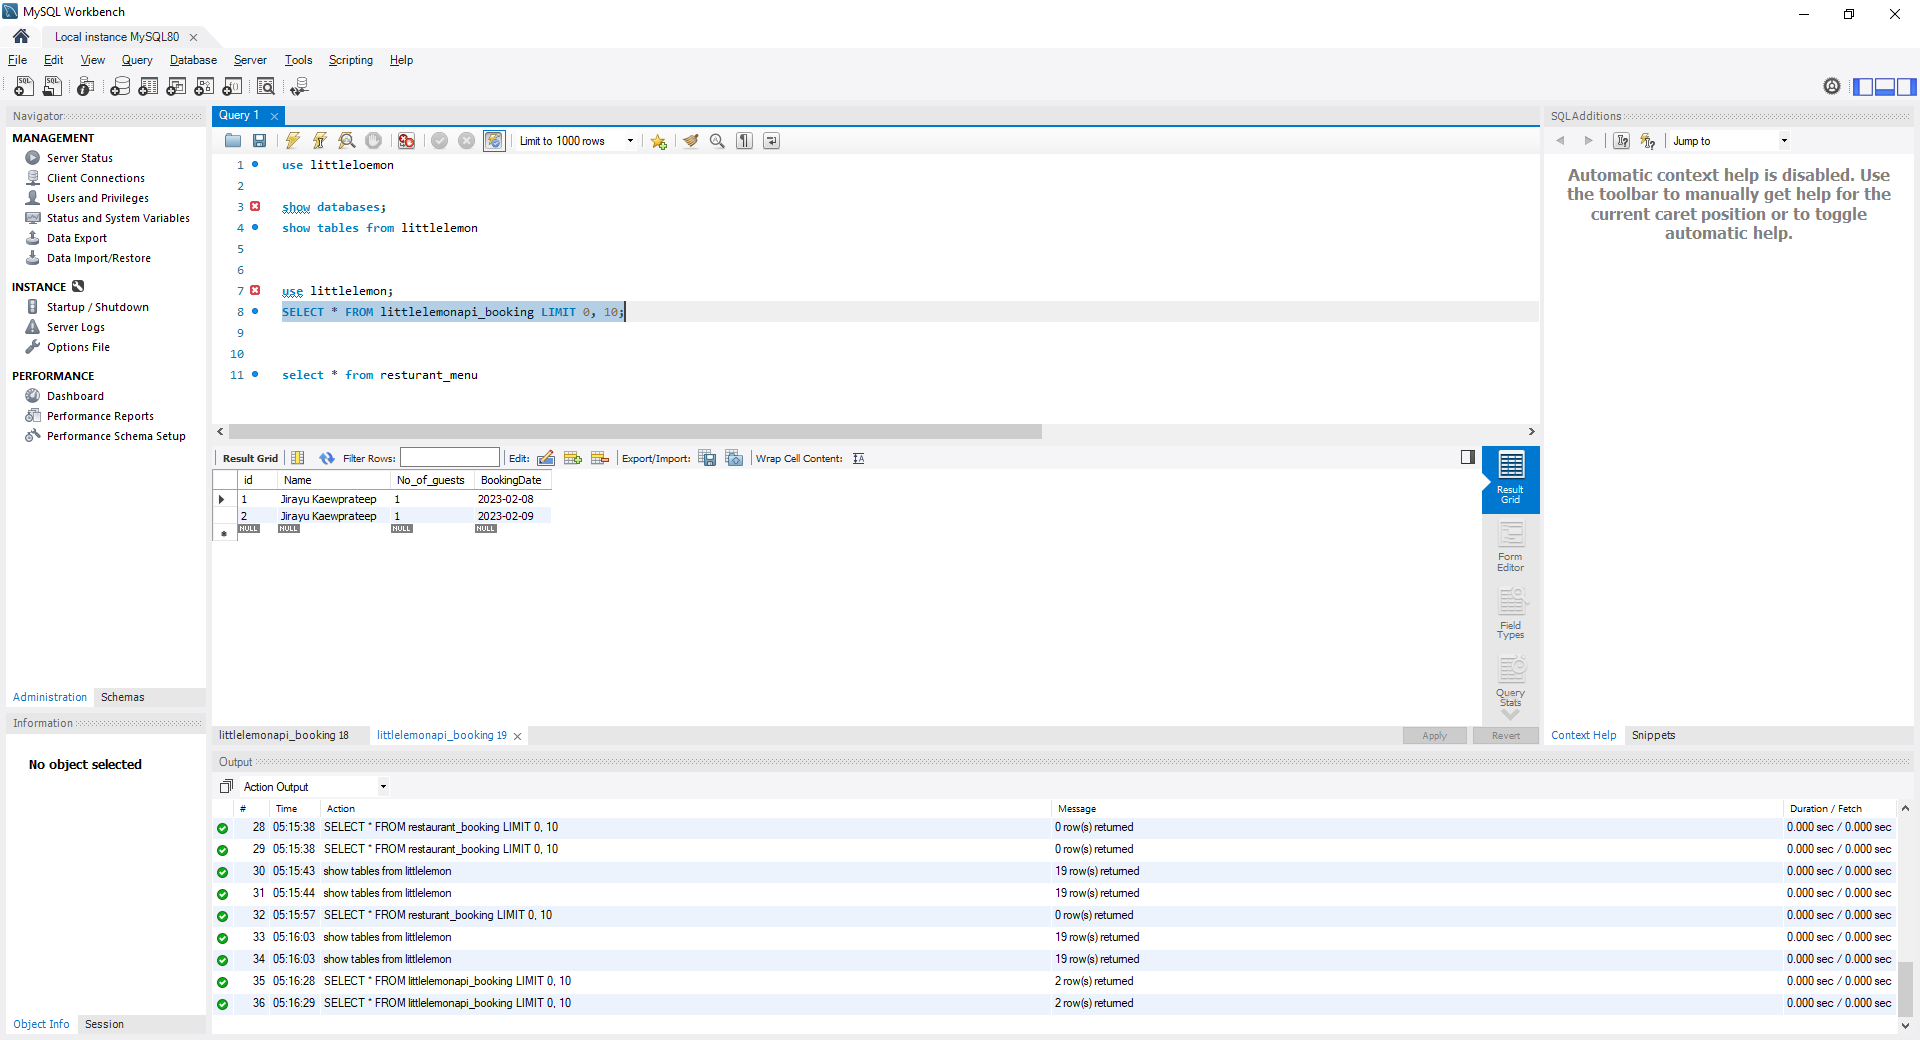 MySQL Workbench
Local instance MySQL80
File Edit View Query Database Server Tools Scripting Help
Navigator
MANAGEMENT
Server Status
Client Connections
Users and Privileges
Status and System Variables
Data Export
Data Import/Restore
INSTANCE
Startup / Shutdown
Server Logs
Options File
PERFORMANCE
Dashboard
Performance Reports
Performance Schema Setup
Administration Schemas
Information
No object selected
Object Info Session
Query 1
Limit to 1000 rows
1 use littleloemon
2
3 show databases;
4 show tables from littlelemon
5
6
7 use littlelemon;
8 SELECT * FROM littlelemonapi_booking LIMIT 0, 10;
9
10
11 select * from resturant_menu
Result Grid Filter Rows: Edit: Export/Import: Wrap Cell Content:
id Name No_of_guests BookingDate
1 Jirayu Kaewprateep 1 2023-02-08
2 Jirayu Kaewprateep 1 2023-02-09
NULL NULL NULL NULL
Result Grid
Form Editor
Field Types
Query Stats
littlelemonapi_booking 18 littlelemonapi_booking 19
Apply Revert
SQLAdditions
Jump to
Automatic context help is disabled. Use
the toolbar to manually get help for the
current caret position or to toggle
automatic help.
Context Help Snippets
Output
Action Output
# Time Action Message Duration / Fetch
28 05:15:38 SELECT * FROM restaurant_booking LIMIT 0, 10 0 row(s) returned 0.000 sec / 0.000 sec
29 05:15:38 SELECT * FROM restaurant_booking LIMIT 0, 10 0 row(s) returned 0.000 sec / 0.000 sec
30 05:15:43 show tables from littlelemon 19 row(s) returned 0.000 sec / 0.000 sec
31 05:15:44 show tables from littlelemon 19 row(s) returned 0.000 sec / 0.000 sec
32 05:15:57 SELECT * FROM resturant_booking LIMIT 0, 10 0 row(s) returned 0.000 sec / 0.000 sec
33 05:16:03 show tables from littlelemon 19 row(s) returned 0.000 sec / 0.000 sec
34 05:16:03 show tables from littlelemon 19 row(s) returned 0.000 sec / 0.000 sec
35 05:16:28 SELECT * FROM littlelemonapi_booking LIMIT 0, 10 2 row(s) returned 0.000 sec / 0.000 sec
36 05:16:29 SELECT * FROM littlelemonapi_booking LIMIT 0, 10 2 row(s) returned 0.000 sec / 0.000 sec